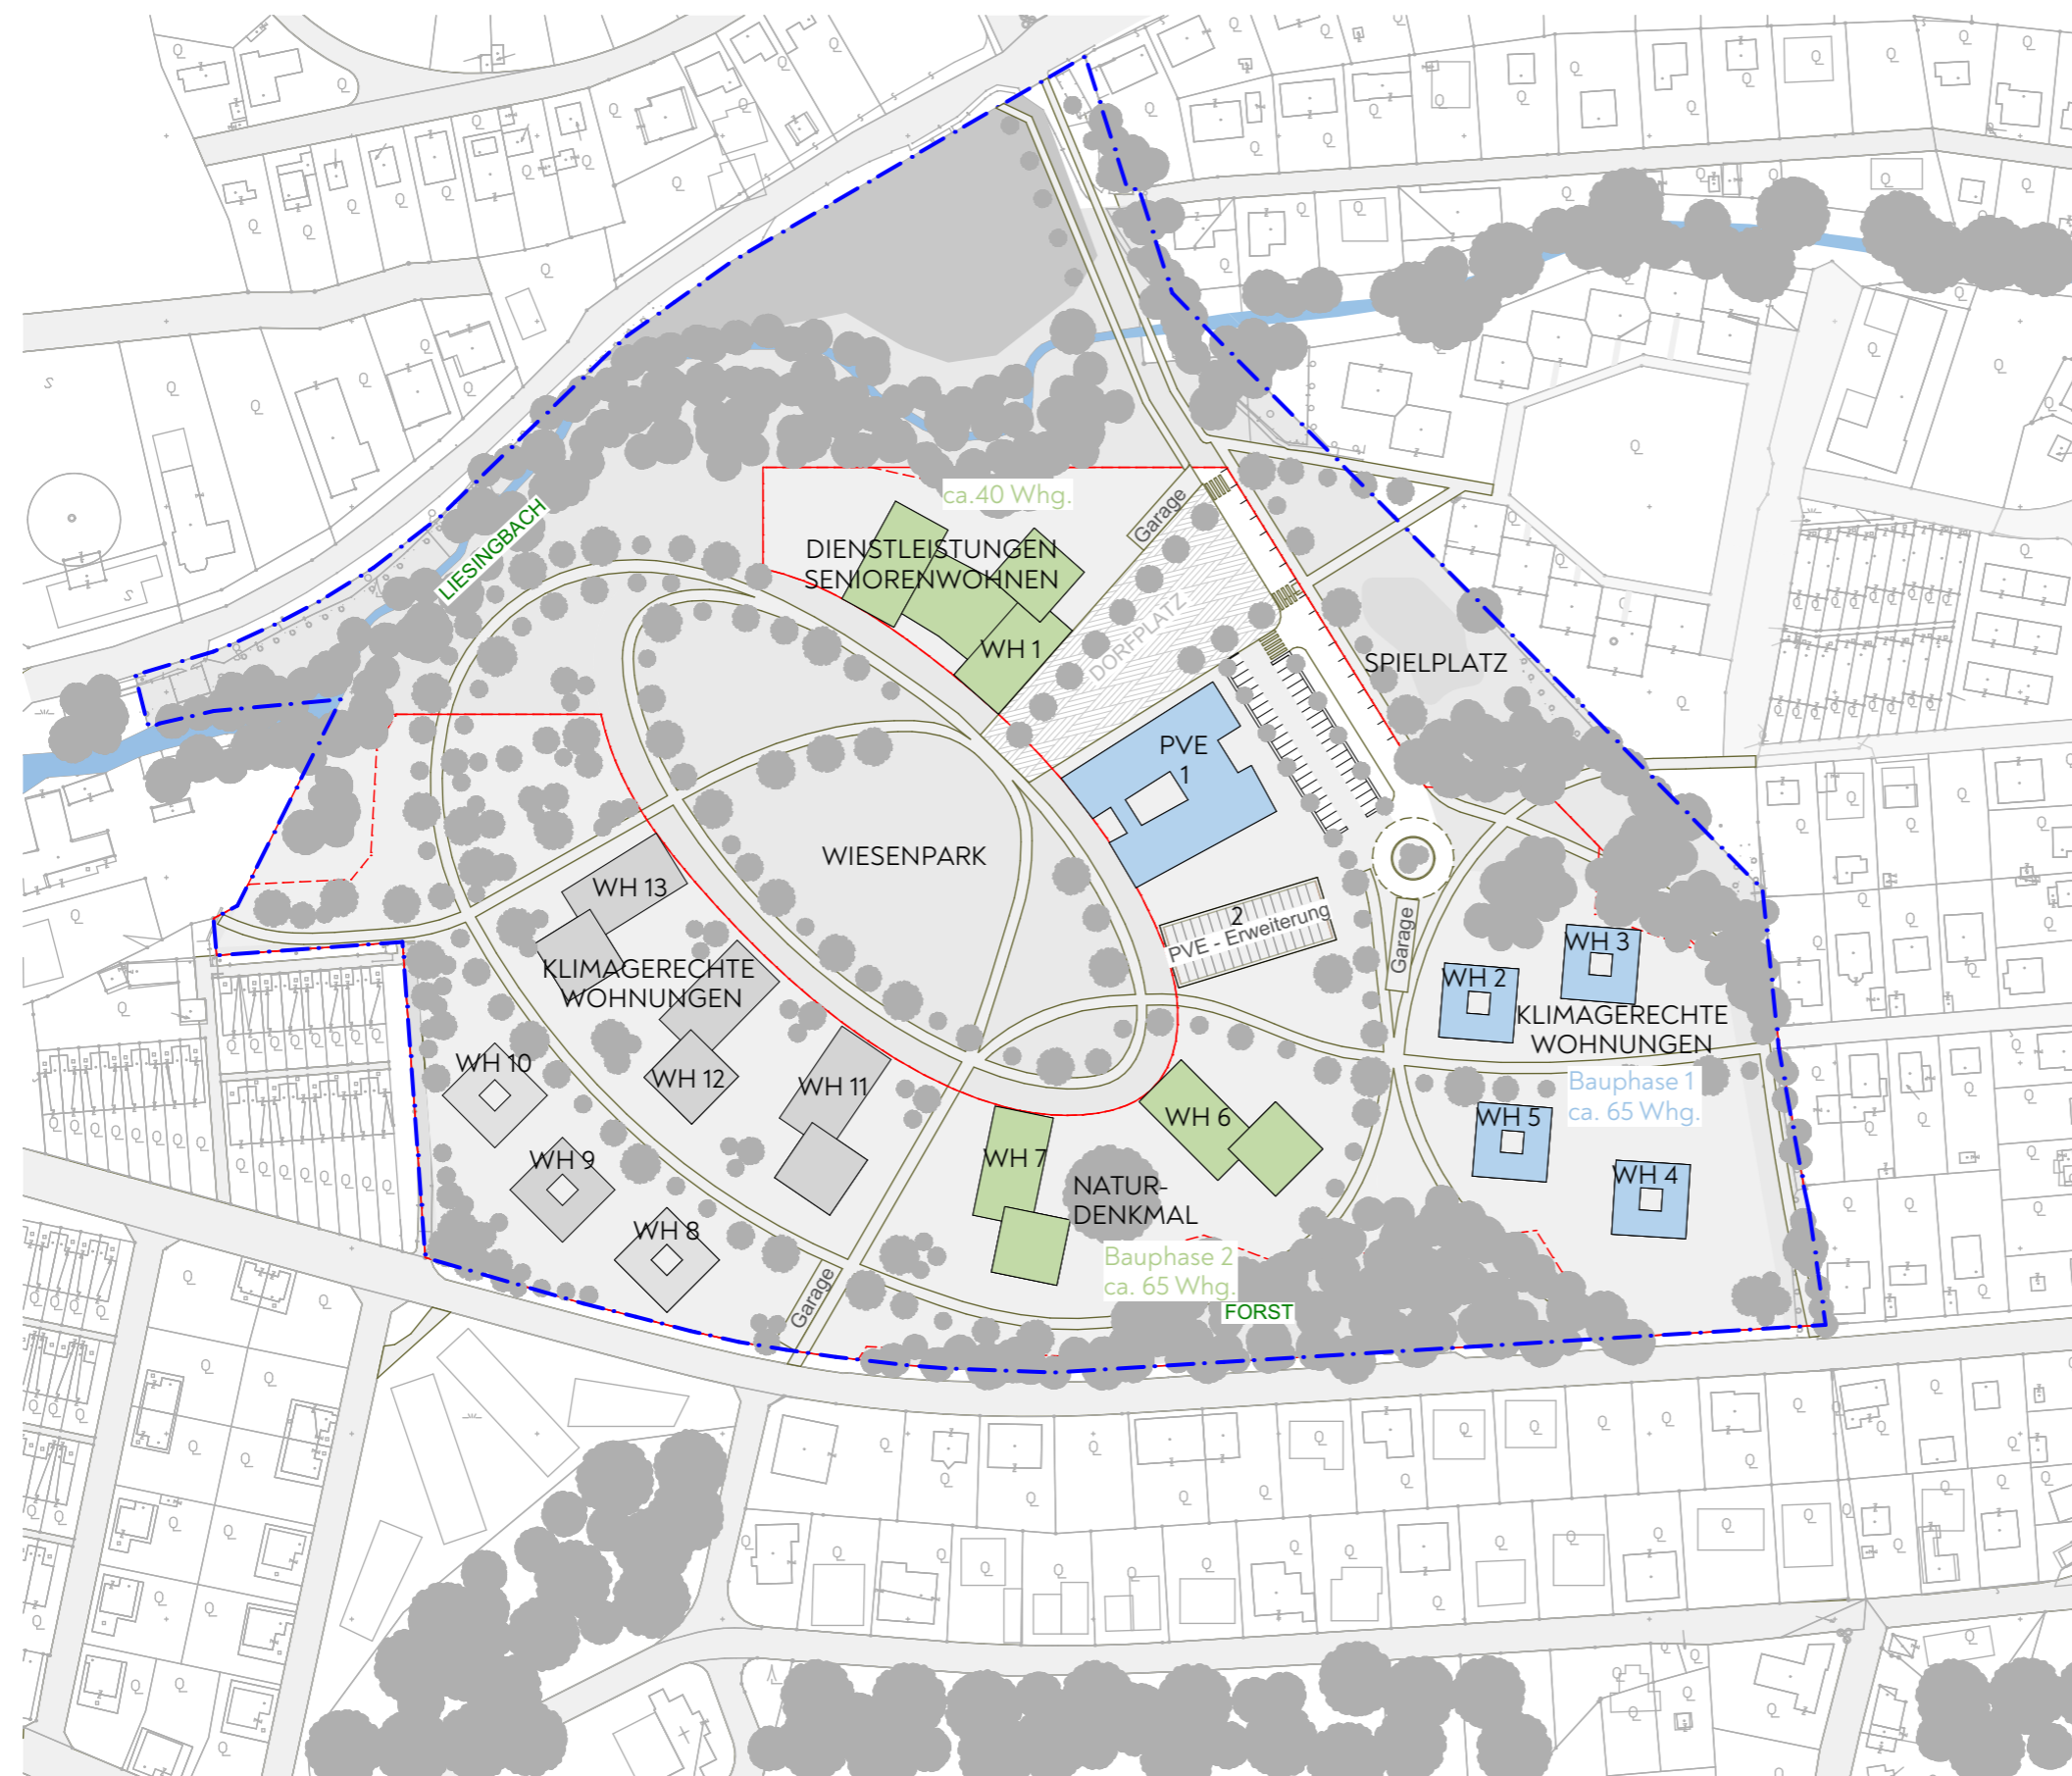 ca.40 Whg.
Garage
DIENSTLEISTUNGEN
SENIORENWOHNEN
LIESINGBACH
WH 1
DORFPLATZ
SPIELPLATZ
PVE
1
WIESENPARK
WH 13
2
PVE - Erweiterung
Garage
WH 3
WH 2
KLIMAGERECHTE
WOHNUNGEN
KLIMAGERECHTE
WOHNUNGEN
WH 10
WH 12
WH 11
Bauphase 1
ca. 65 Whg.
WH 6
WH 5
WH 9
WH 7
WH 4
NATUR-
DENKMAL
WH 8
Bauphase 2
ca. 65 Whg.
Garage
FORST